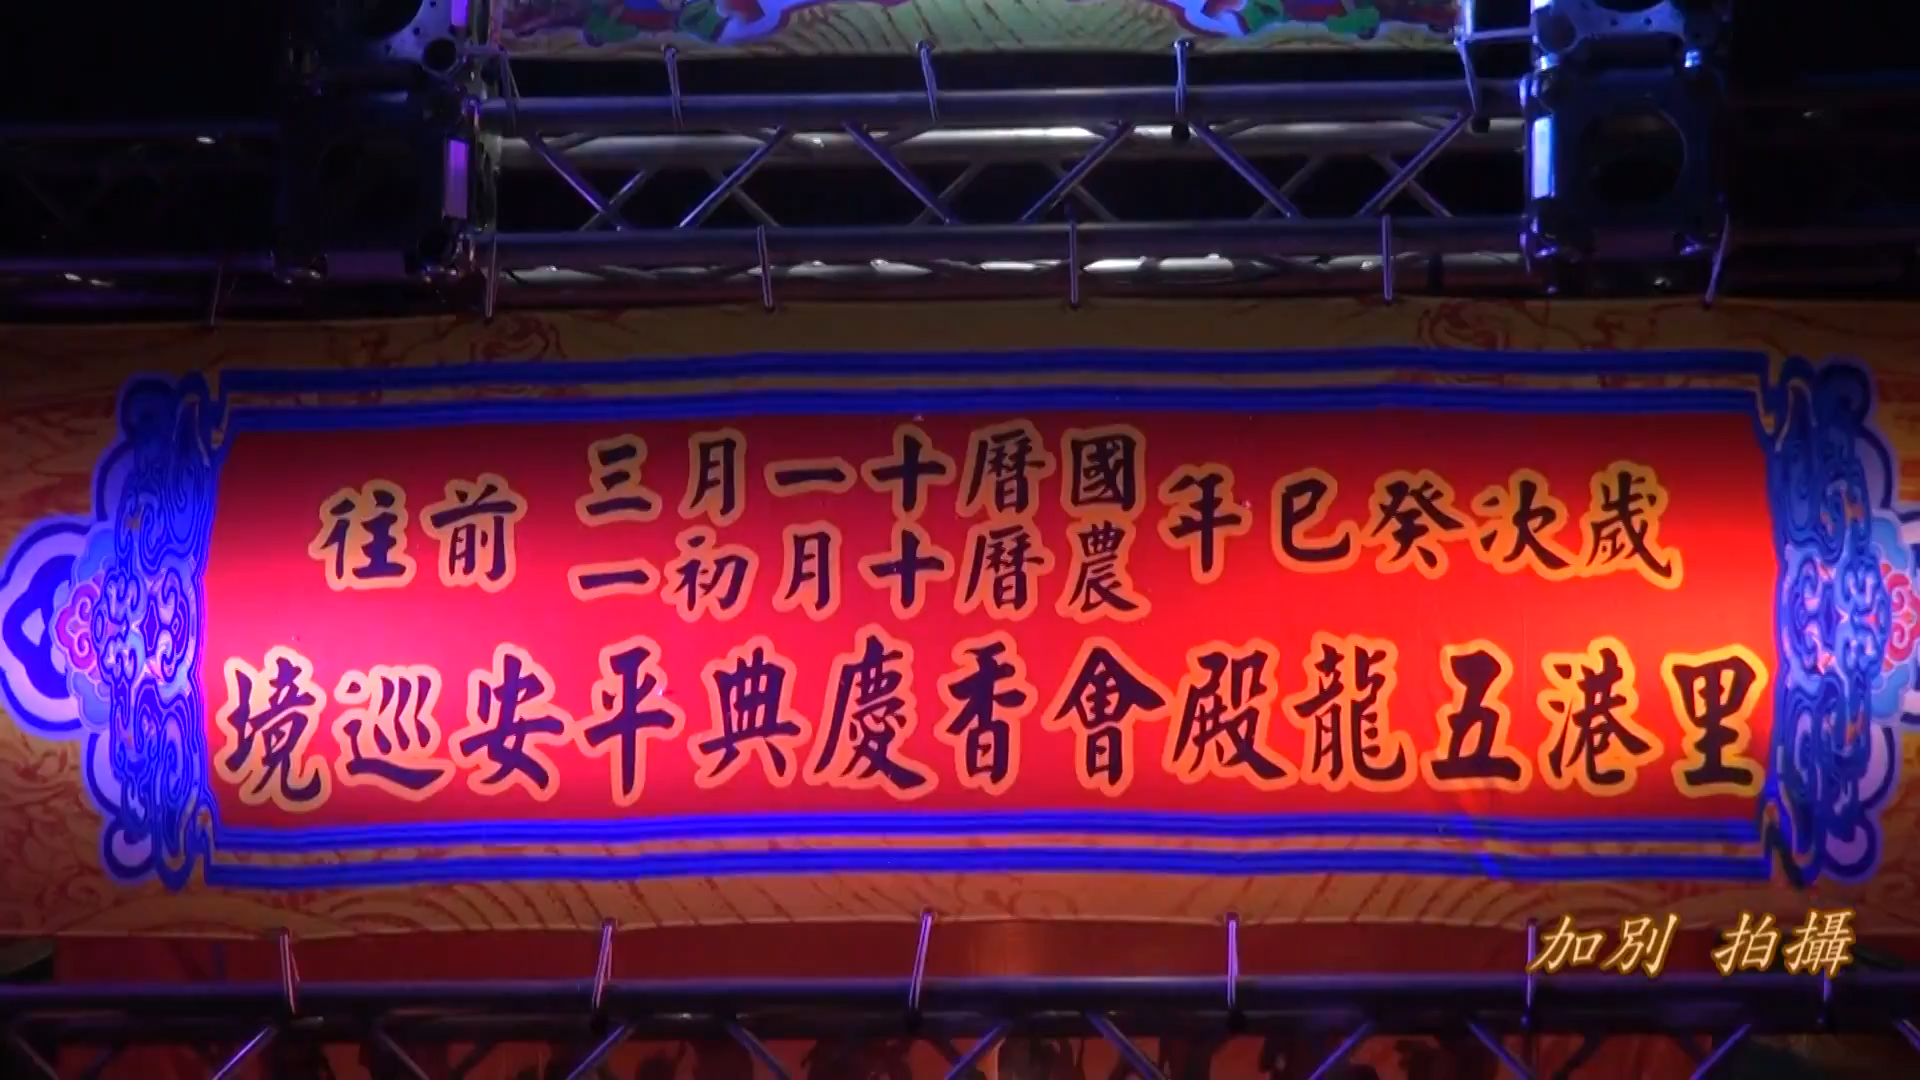 歲次癸巳年
國曆十一月三
農曆十月初一
前往
里港五龍殿會香慶典平安巡境
加別 拍攝